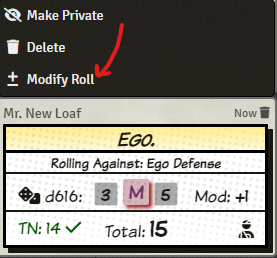 Make Private
Delete
Modify Roll
Mr. New Loaf Now
EGO.
Rolling Against: Ego Defense
d616: 3 M 5 Mod: +1
TN: 14 Total: 15